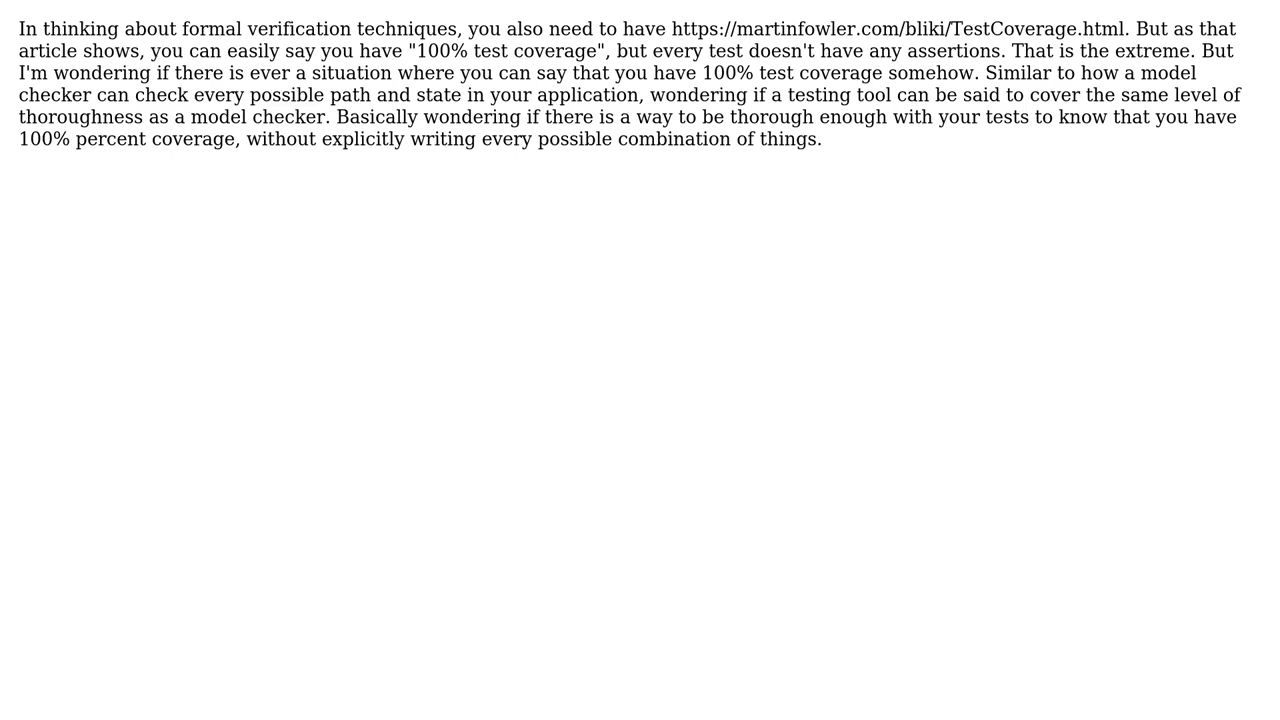 In thinking about formal verification techniques, you also need to have https://martinfowler.com/bliki/TestCoverage.html. But as that
article shows, you can easily say you have "100% test coverage", but every test doesn't have any assertions. That is the extreme. But
I'm wondering if there is ever a situation where you can say that you have 100% test coverage somehow. Similar to how a model
checker can check every possible path and state in your application, wondering if a testing tool can be said to cover the same level of
thoroughness as a model checker. Basically wondering if there is a way to be thorough enough with your tests to know that you have
100% percent coverage, without explicitly writing every possible combination of things.